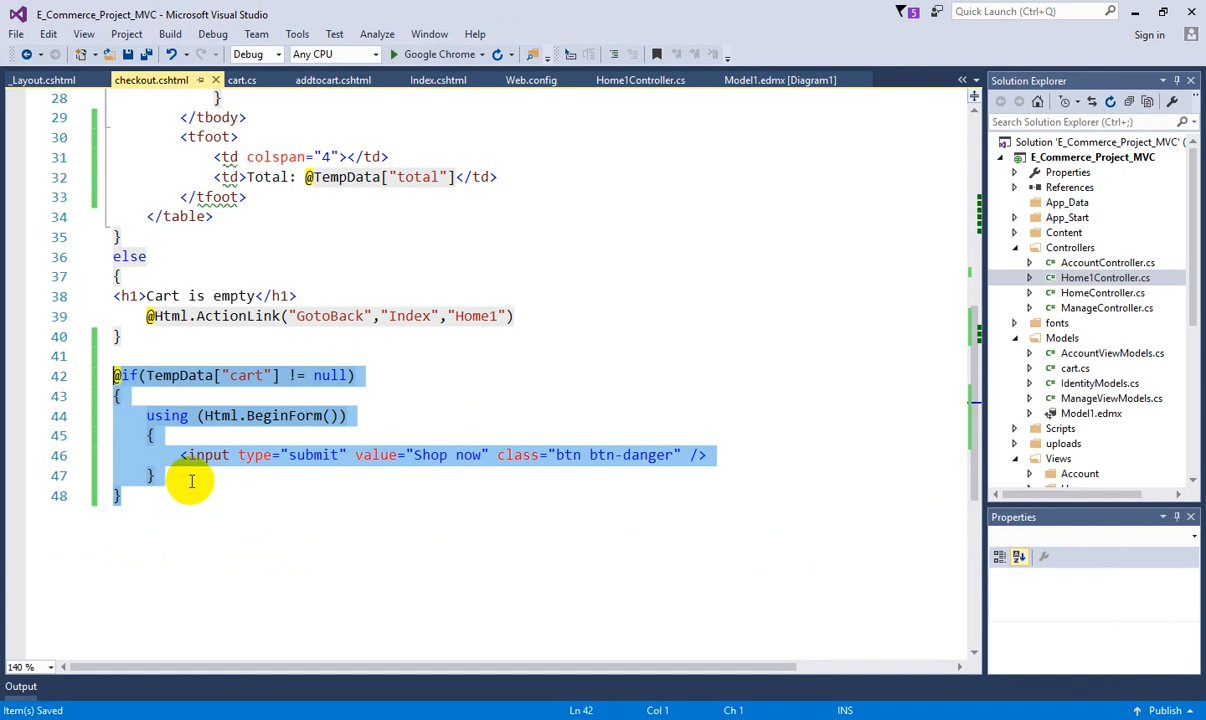 E_Commerce_Project_MVC - Microsoft Visual Studio
5
Quick Launch (Ctrl+Q)
File Edit View Project Build Debug Team Tools Test Analyze Window Help
Sign in
Debug Any CPU Google Chrome
_Layout.cshtml checkout.cshtml cart.cs addtocart.cshtml Index.cshtml Web.config Home1Controller.cs Model1.edmx [Diagram1]
28 }
29 </tbody>
30 <tfoot>
31 <td colspan="4"></td>
32 <td>Total: @TempData["total"]</td>
33 </tfoot>
34 </table>
35 }
36 else
37 {
38 <h1>Cart is empty</h1>
39 @Html.ActionLink("GotoBack","Index","Home1")
40 }
41
42 @if(TempData["cart"] != null)
43 {
44 using (Html.BeginForm())
45 {
46 <input type="submit" value="Shop now" class="btn btn-danger" />
47 }
48 }
140 %
Solution Explorer
Search Solution Explorer (Ctrl+;)
Solution 'E_Commerce_Project_MVC' (
E_Commerce_Project_MVC
Properties
References
App_Data
App_Start
Content
Controllers
AccountController.cs
Home1Controller.cs
HomeController.cs
ManageController.cs
fonts
Models
AccountViewModels.cs
cart.cs
IdentityModels.cs
ManageViewModels.cs
Model1.edmx
Scripts
uploads
Views
Account
Properties
Output
Item(s) Saved Ln 42 Col 1 Ch 1 INS Publish